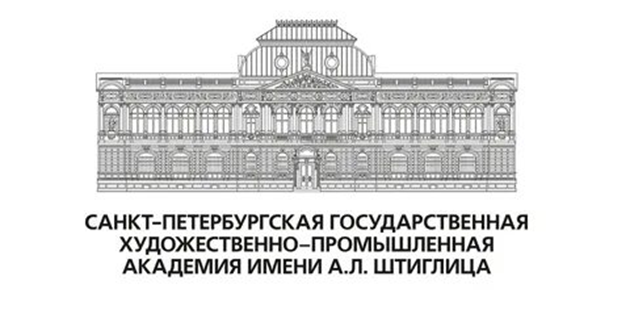 САНКТ-ПЕТЕРБУРГСКАЯ ГОСУДАРСТВЕННАЯ
ХУДОЖЕСТВЕННО-ПРОМЫШЛЕННАЯ
АКАДЕМИЯ ИМЕНИ А.Л. ШТИГЛИЦА